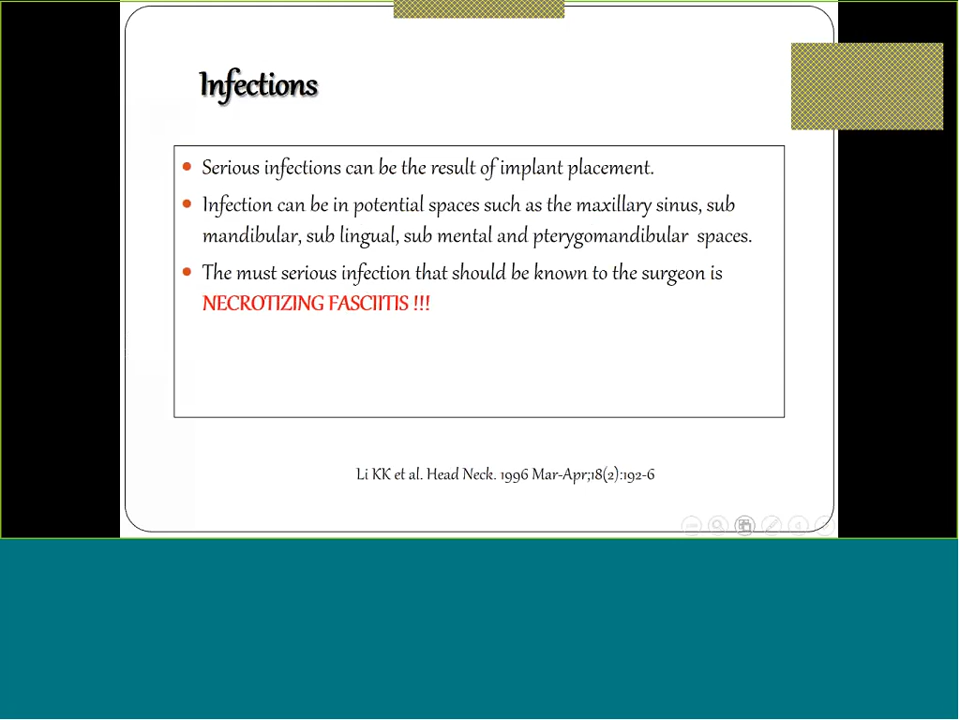 Infections
Serious infections can be the result of implant placement.
Infection can be in potential spaces such as the maxillary sinus, sub
mandibular, sub lingual, sub mental and pterygomandibular spaces.
The must serious infection that should be known to the surgeon is
NECROTIZING FASCIITIS !!!
Li KK et al. Head Neck. 1996 Mar-Apr;18(2):192-6